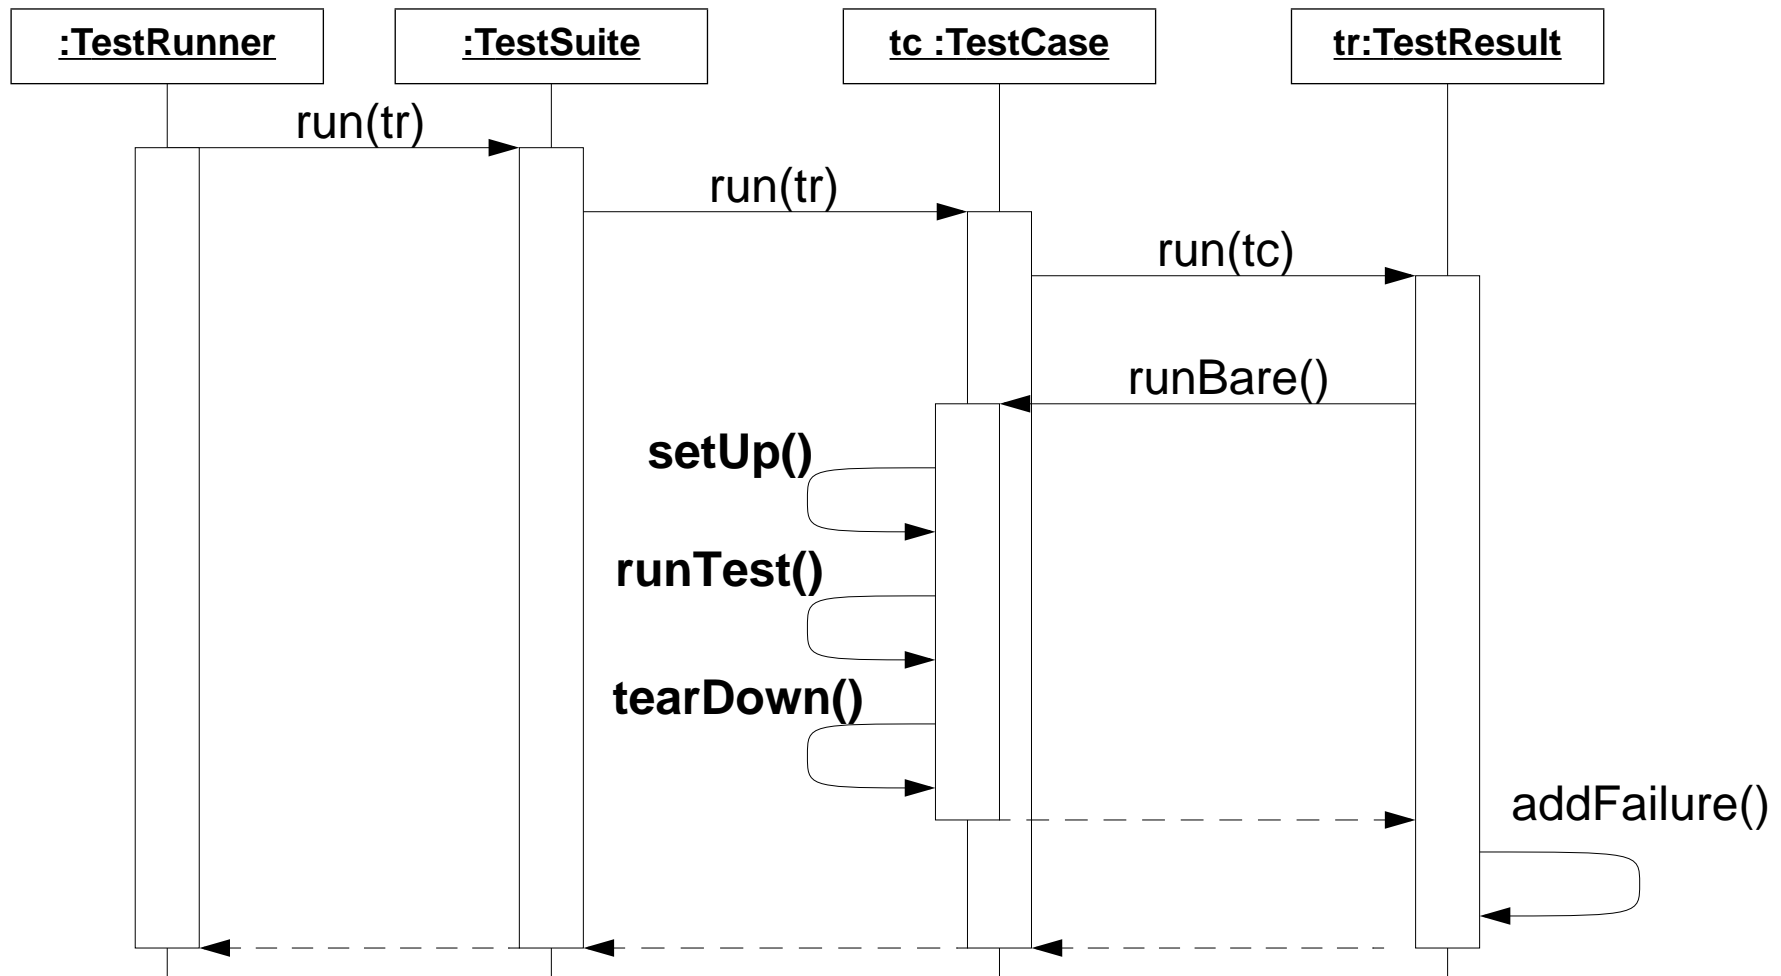 :TestRunner
:TestSuite
tc :TestCase
tr:TestResult
run(tr)
run(tr)
run(tc)
runBare()
setUp()
runTest()
tearDown()
addFailure()